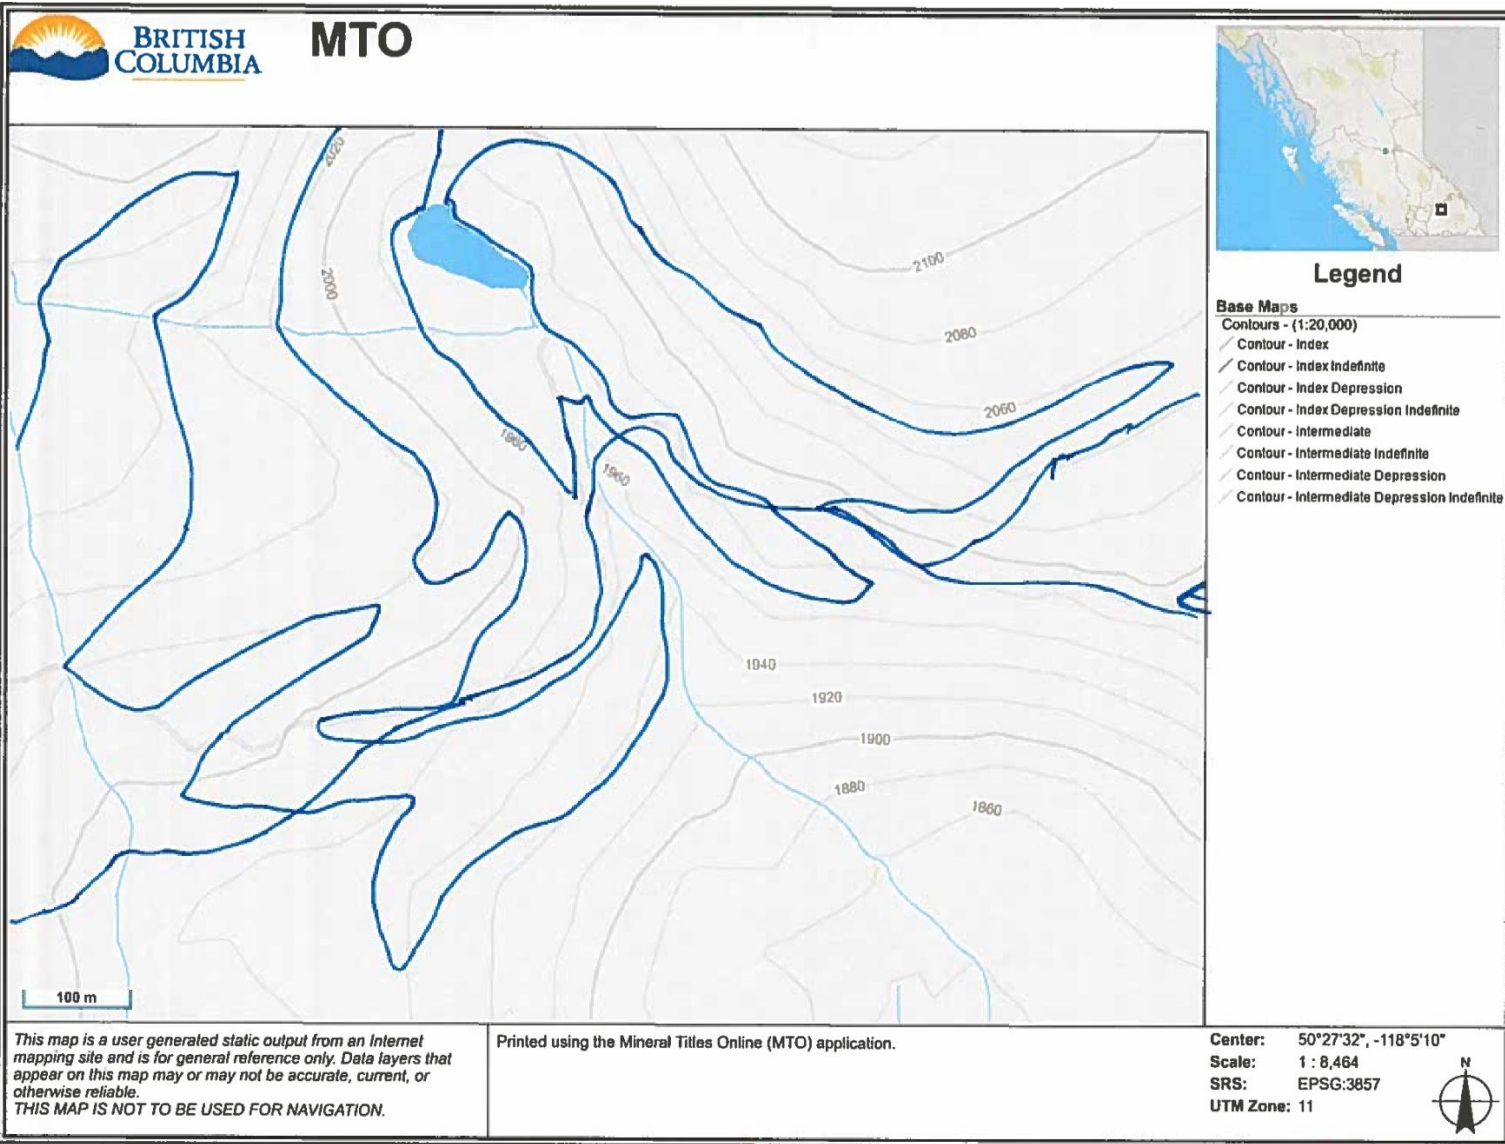 BRITISH
COLUMBIA
MTO
2020
2000
2100
2080
2060
1960
1960
1940
1920
1900
1880
1860
100 m
Legend
Base Maps
Contours - (1:20,000)
Contour - Index
Contour - Index Indefinite
Contour - Index Depression
Contour - Index Depression Indefinite
Contour - Intermediate
Contour - Intermediate Indefinite
Contour - Intermediate Depression
Contour - Intermediate Depression Indefinite
This map is a user generated static output from an Internet
mapping site and is for general reference only. Data layers that
appear on this map may or may not be accurate, current, or
otherwise reliable.
THIS MAP IS NOT TO BE USED FOR NAVIGATION.
Printed using the Mineral Titles Online (MTO) application.
Center: 50°27'32", -118°5'10"
Scale: 1 : 8,464
SRS: EPSG:3857
UTM Zone: 11
N